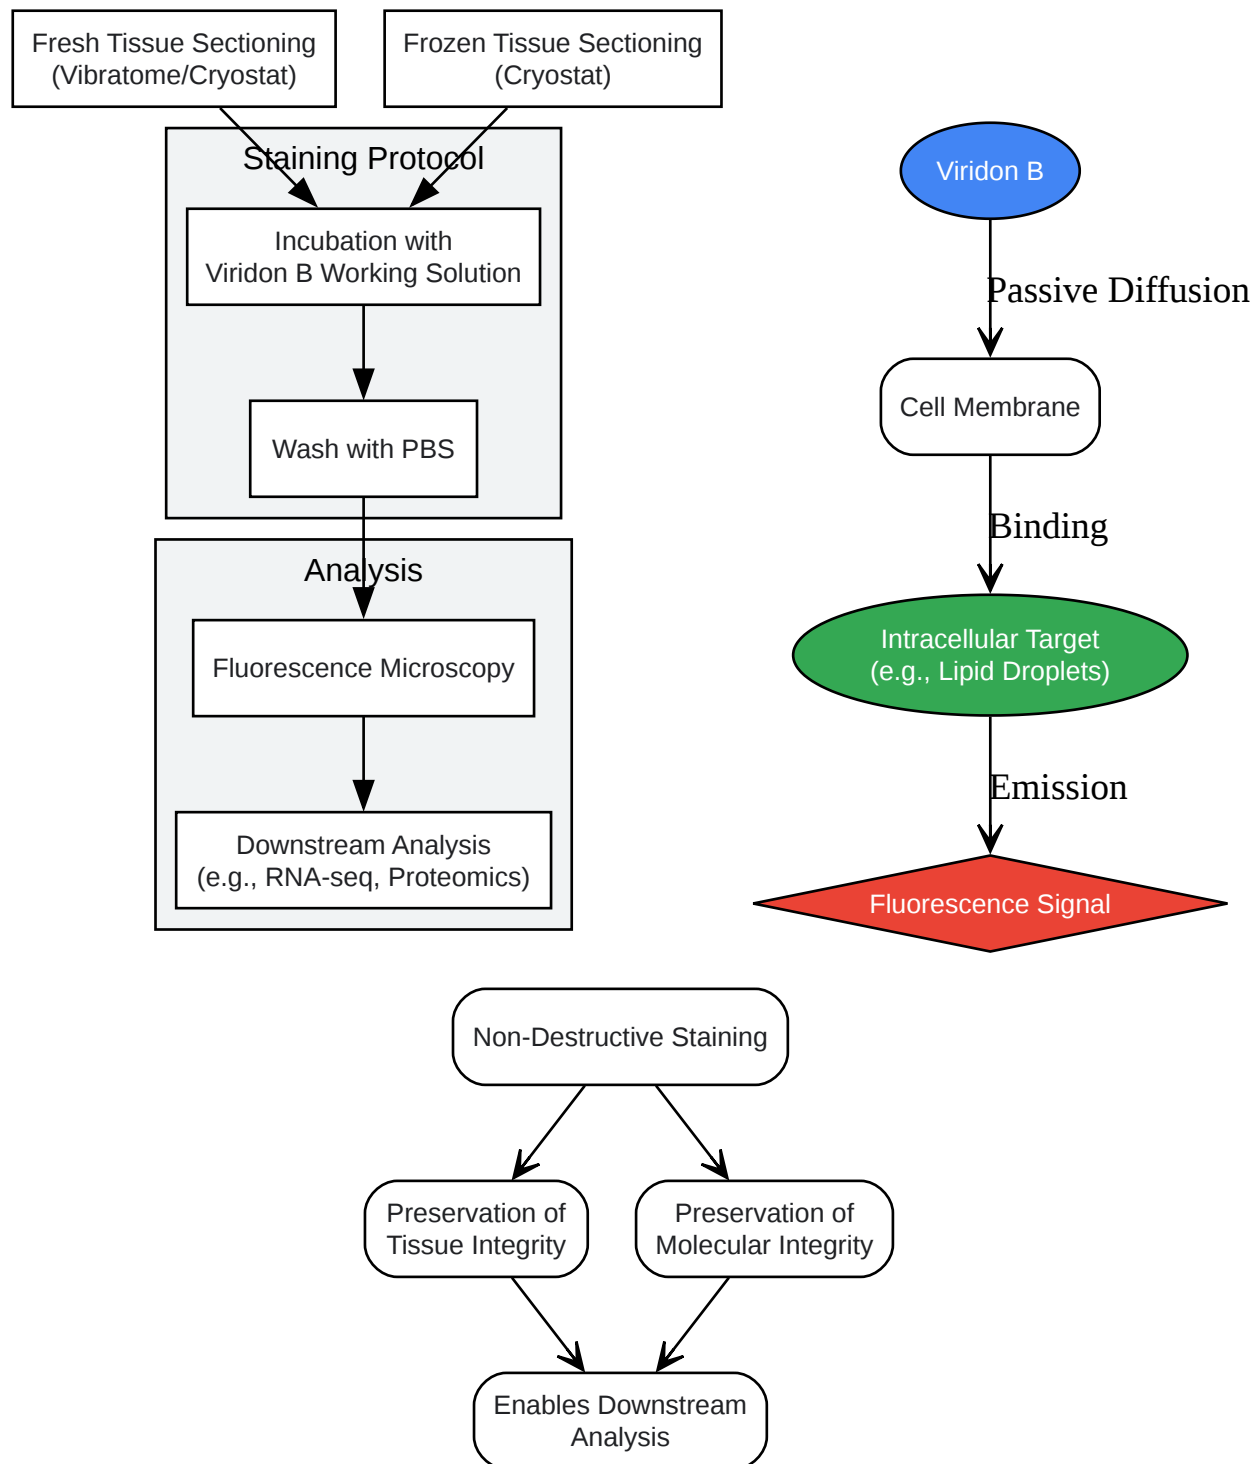 Fresh Tissue Sectioning
(Vibratome/Cryostat)
Frozen Tissue Sectioning
(Cryostat)
Staining Protocol
Incubation with
Viridon B Working Solution
Wash with PBS
Analysis
Fluorescence Microscopy
Downstream Analysis
(e.g., RNA-seq, Proteomics)
Viridon B
Passive Diffusion
Cell Membrane
Binding
Intracellular Target
(e.g., Lipid Droplets)
Emission
Fluorescence Signal
Non-Destructive Staining
Preservation of
Tissue Integrity
Preservation of
Molecular Integrity
Enables Downstream
Analysis